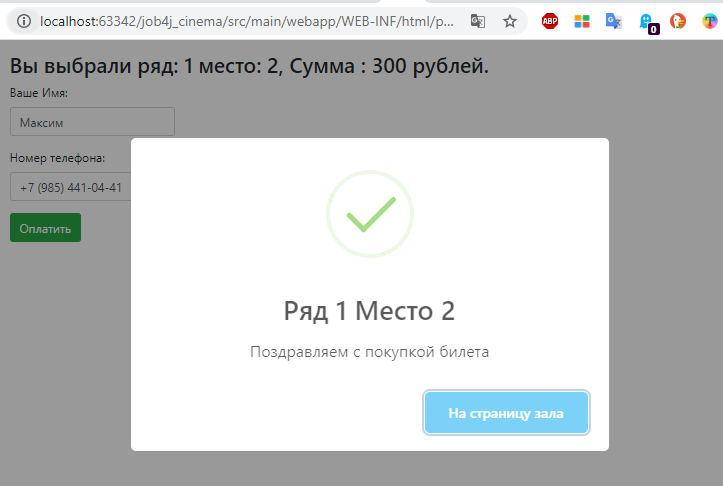 localhost:63342/job4j_cinema/src/main/webapp/WEB-INF/html/p...
ABP
0
Вы выбрали ряд: 1 место: 2, Сумма : 300 рублей.
Ваше Имя:
Максим
Номер телефона:
+7 (985) 441-04-41
Оплатить
Ряд 1 Место 2
Поздравляем с покупкой билета
На страницу зала